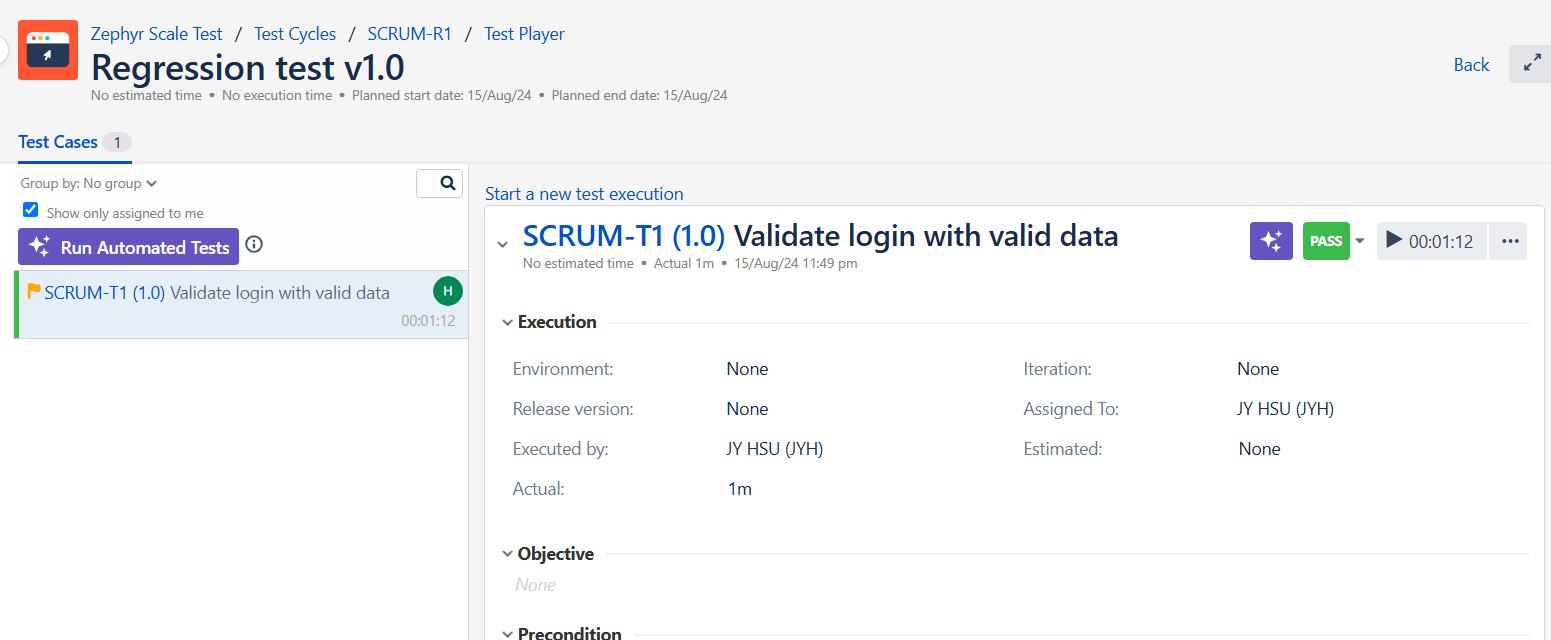 Zephyr Scale Test / Test Cycles / SCRUM-R1 / Test Player
Regression test v1.0
No estimated time • No execution time • Planned start date: 15/Aug/24 • Planned end date: 15/Aug/24
Back
Test Cases 1
Group by: No group
Show only assigned to me
Run Automated Tests
SCRUM-T1 (1.0) Validate login with valid data
H
00:01:12
Start a new test execution
SCRUM-T1 (1.0) Validate login with valid data
PASS
00:01:12
No estimated time • Actual 1m • 15/Aug/24 11:49 pm
Execution
Environment: None Iteration: None
Release version: None Assigned To: JY HSU (JYH)
Executed by: JY HSU (JYH) Estimated: None
Actual: 1m
Objective
None
Precondition